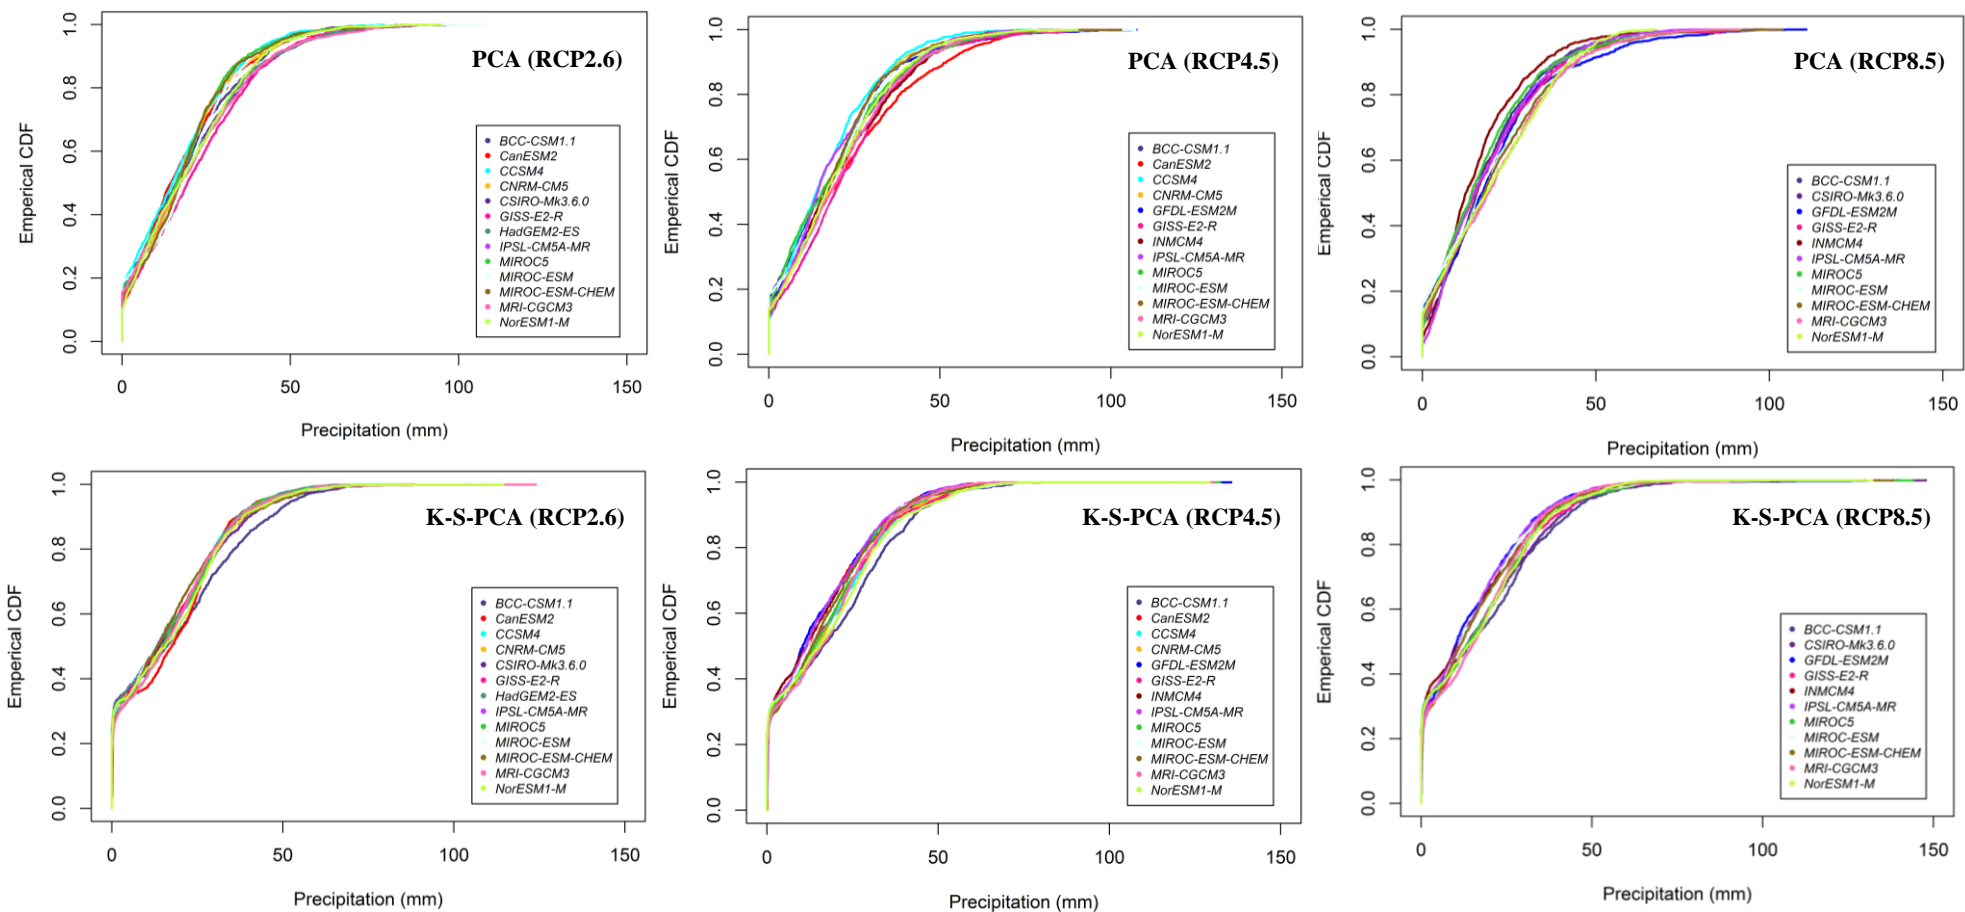 PCA (RCP2.6)
Emperical CDF
0.0 0.2 0.4 0.6 0.8 1.0
BCC-CSM1.1
CanESM2
CCSM4
CNRM-CM5
CSIRO-Mk3.6.0
GISS-E2-R
HadGEM2-ES
IPSL-CM5A-MR
MIROC5
MIROC-ESM
MIROC-ESM-CHEM
MRI-CGCM3
NorESM1-M
0 50 100 150
Precipitation (mm)
PCA (RCP4.5)
Emperical CDF
0.0 0.2 0.4 0.6 0.8 1.0
BCC-CSM1.1
CanESM2
CCSM4
CNRM-CM5
GFDL-ESM2M
GISS-E2-R
INMCM4
IPSL-CM5A-MR
MIROC5
MIROC-ESM
MIROC-ESM-CHEM
MRI-CGCM3
NorESM1-M
0 50 100 150
Precipitation (mm)
PCA (RCP8.5)
Emperical CDF
0.0 0.2 0.4 0.6 0.8 1.0
BCC-CSM1.1
CSIRO-Mk3.6.0
GFDL-ESM2M
GISS-E2-R
INMCM4
IPSL-CM5A-MR
MIROC5
MIROC-ESM
MIROC-ESM-CHEM
MRI-CGCM3
NorESM1-M
0 50 100 150
Precipitation (mm)
K-S-PCA (RCP2.6)
Emperical CDF
0.0 0.2 0.4 0.6 0.8 1.0
BCC-CSM1.1
CanESM2
CCSM4
CNRM-CM5
CSIRO-Mk3.6.0
GISS-E2-R
HadGEM2-ES
IPSL-CM5A-MR
MIROC5
MIROC-ESM
MIROC-ESM-CHEM
MRI-CGCM3
NorESM1-M
0 50 100 150
Precipitation (mm)
K-S-PCA (RCP4.5)
Emperical CDF
0.0 0.2 0.4 0.6 0.8 1.0
BCC-CSM1.1
CanESM2
CCSM4
CNRM-CM5
GFDL-ESM2M
GISS-E2-R
INMCM4
IPSL-CM5A-MR
MIROC5
MIROC-ESM
MIROC-ESM-CHEM
MRI-CGCM3
NorESM1-M
0 50 100 150
Precipitation (mm)
K-S-PCA (RCP8.5)
Emperical CDF
0.0 0.2 0.4 0.6 0.8 1.0
BCC-CSM1.1
CSIRO-Mk3.6.0
GFDL-ESM2M
GISS-E2-R
INMCM4
IPSL-CM5A-MR
MIROC5
MIROC-ESM
MIROC-ESM-CHEM
MRI-CGCM3
NorESM1-M
0 50 100 150
Precipitation (mm)